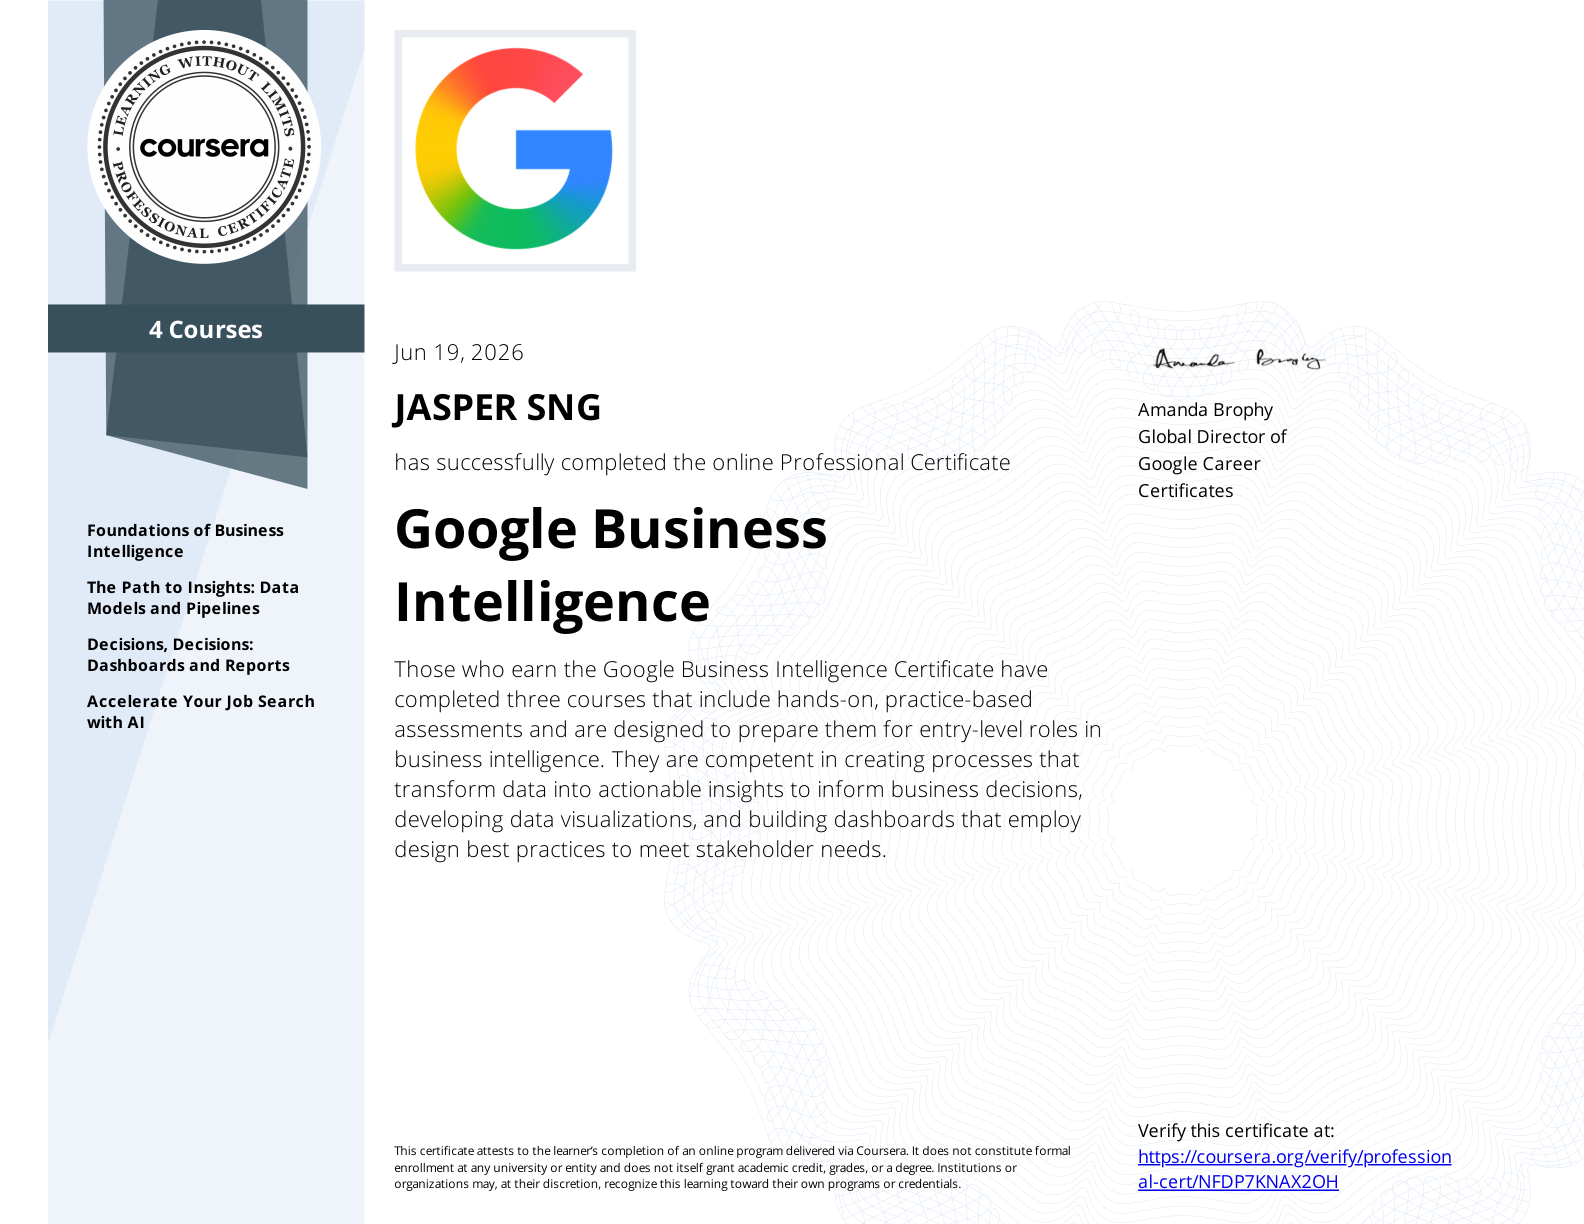 LEARNING WITHOUT LIMITS
coursera
PROFESSIONAL CERTIFICATE
4 Courses
Foundations of Business
Intelligence
The Path to Insights: Data
Models and Pipelines
Decisions, Decisions:
Dashboards and Reports
Accelerate Your Job Search
with AI
Jun 19, 2026
JASPER SNG
has successfully completed the online Professional Certificate
Google Business
Intelligence
Those who earn the Google Business Intelligence Certificate have
completed three courses that include hands-on, practice-based
assessments and are designed to prepare them for entry-level roles in
business intelligence. They are competent in creating processes that
transform data into actionable insights to inform business decisions,
developing data visualizations, and building dashboards that employ
design best practices to meet stakeholder needs.
Amanda Brophy
Amanda Brophy
Global Director of
Google Career
Certificates
This certificate attests to the learner’s completion of an online program delivered via Coursera. It does not constitute formal
enrollment at any university or entity and does not itself grant academic credit, grades, or a degree. Institutions or
organizations may, at their discretion, recognize this learning toward their own programs or credentials.
Verify this certificate at:
https://coursera.org/verify/profession
al-cert/NFDP7KNAX2OH